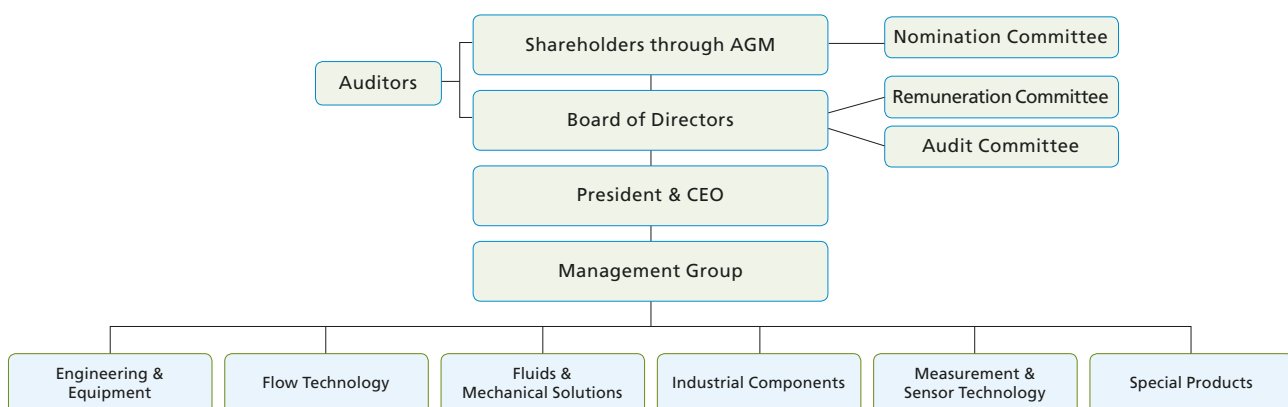 Shareholders through AGM
Nomination Committee
Auditors
Remuneration Committee
Board of Directors
Audit Committee
President & CEO
Management Group
Engineering &
Equipment
Flow Technology
Fluids &
Mechanical Solutions
Industrial Components
Measurement &
Sensor Technology
Special Products